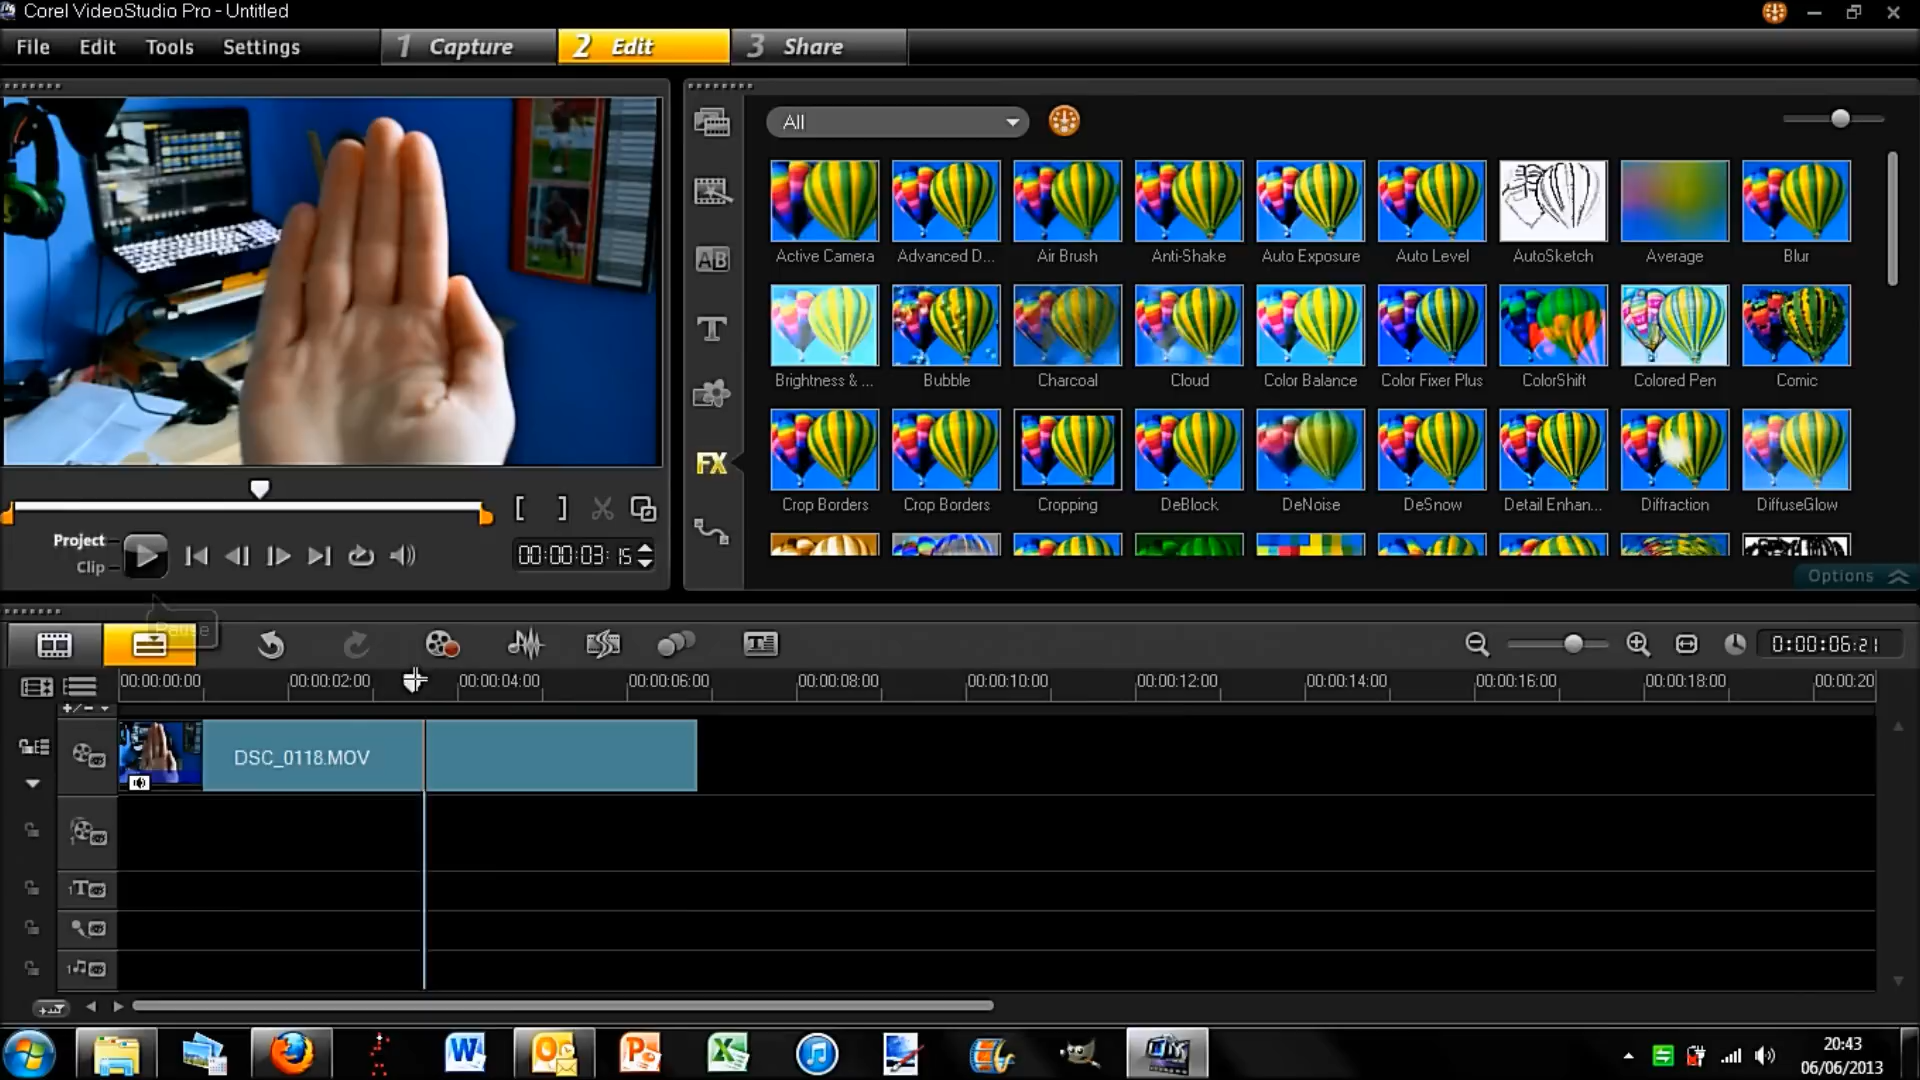 Corel VideoStudio Pro - Untitled
File Edit Tools Settings 1 Capture 2 Edit 3 Share
All
Active Camera Advanced D... Air Brush Anti-Shake Auto Exposure Auto Level AutoSketch Average Blur
Brightness & ... Bubble Charcoal Cloud Color Balance Color Fixer Plus ColorShift Colored Pen Comic
Crop Borders Crop Borders Cropping DeBlock DeNoise DeSnow Detail Enhan... Diffraction DiffuseGlow
AB
T
FX
[ ]
Project
Clip
00:00:03:15
Options
Pause
0:00:06:21
00:00:00:00 00:00:02:00 00:00:04:00 00:00:06:00 00:00:08:00 00:00:10:00 00:00:12:00 00:00:14:00 00:00:16:00 00:00:18:00 00:00:20
+/-
DSC_0118.MOV
1
1T
1
20:43
06/06/2013